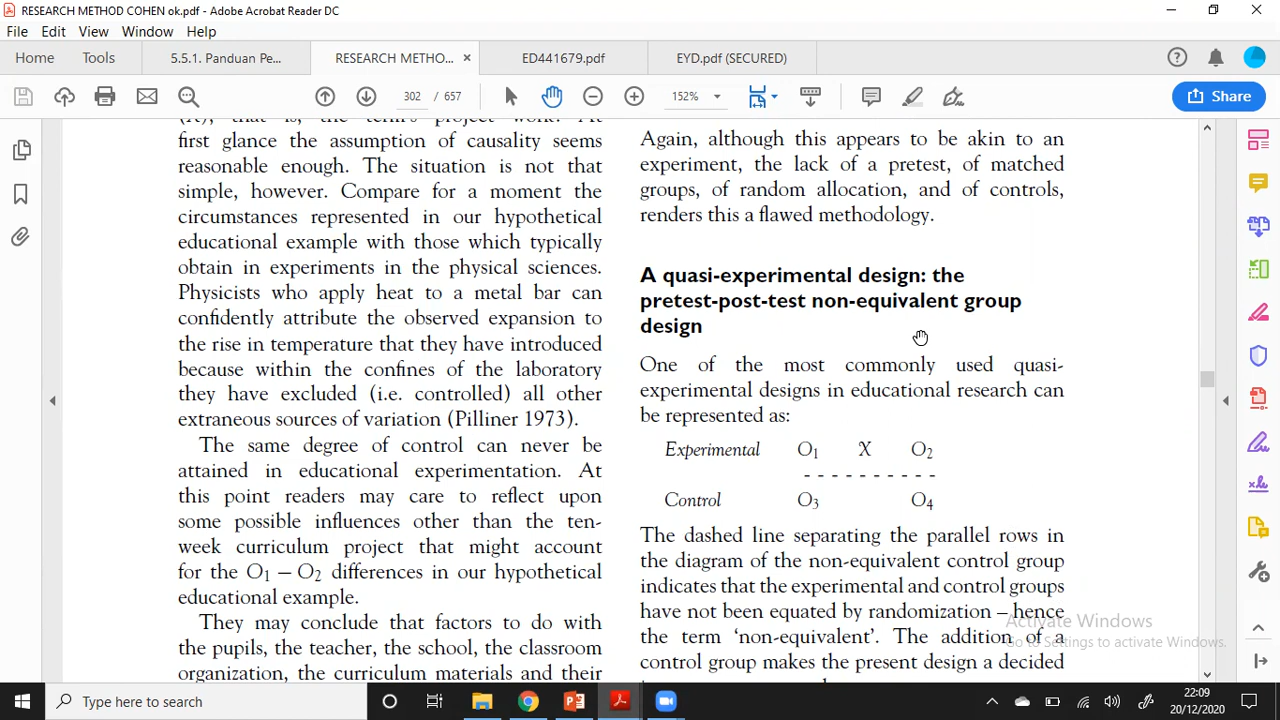 RESEARCH METHOD COHEN ok.pdf - Adobe Acrobat Reader DC
File Edit View Window Help
Home Tools 5.5.1. Panduan Pe... RESEARCH METHO... × ED441679.pdf EYD.pdf (SECURED)
302 / 657 152% Share
(X), that is, the term's project work. At
first glance the assumption of causality seems
reasonable enough. The situation is not that
simple, however. Compare for a moment the
circumstances represented in our hypothetical
educational example with those which typically
obtain in experiments in the physical sciences.
Physicists who apply heat to a metal bar can
confidently attribute the observed expansion to
the rise in temperature that they have introduced
because within the confines of the laboratory
they have excluded (i.e. controlled) all other
extraneous sources of variation (Pilliner 1973).
The same degree of control can never be
attained in educational experimentation. At
this point readers may care to reflect upon
some possible influences other than the ten-
week curriculum project that might account
for the O1 – O2 differences in our hypothetical
educational example.
They may conclude that factors to do with
the pupils, the teacher, the school, the classroom
organization, the curriculum materials and their
Again, although this appears to be akin to an
experiment, the lack of a pretest, of matched
groups, of random allocation, and of controls,
renders this a flawed methodology.
A quasi-experimental design: the
pretest-post-test non-equivalent group
design
One of the most commonly used quasi-
experimental designs in educational research can
be represented as:
Experimental O1 X O2
- - - - - - - - - -
Control O3 O4
The dashed line separating the parallel rows in
the diagram of the non-equivalent control group
indicates that the experimental and control groups
have not been equated by randomization – hence
the term 'non-equivalent'. The addition of a
control group makes the present design a decided
Activate Windows
Go to Settings to activate Windows.
Type here to search
22:09
20/12/2020